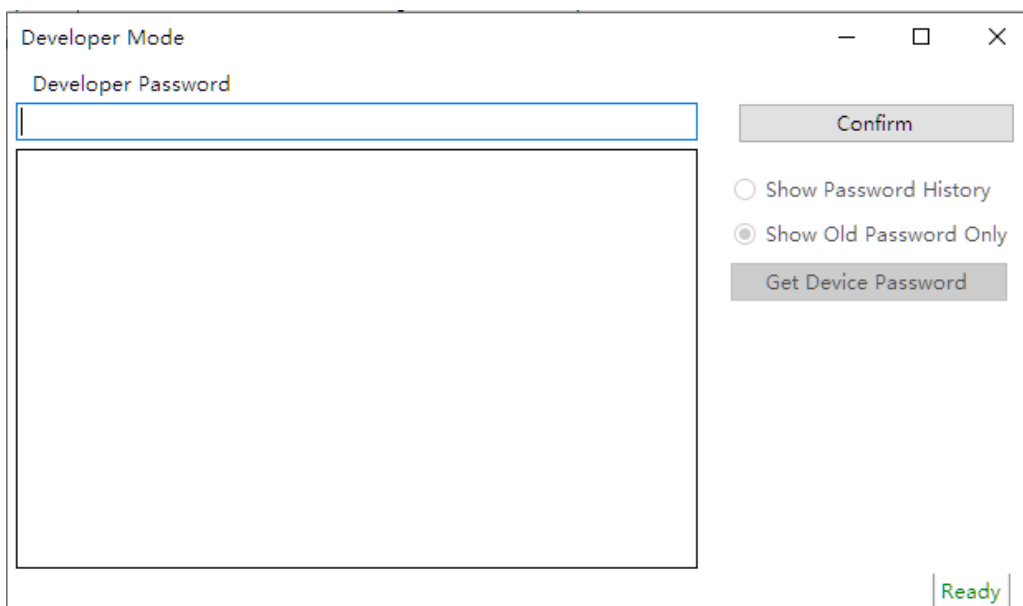 Developer Mode
Developer Password
Confirm
Show Password History
Show Old Password Only
Get Device Password
Ready